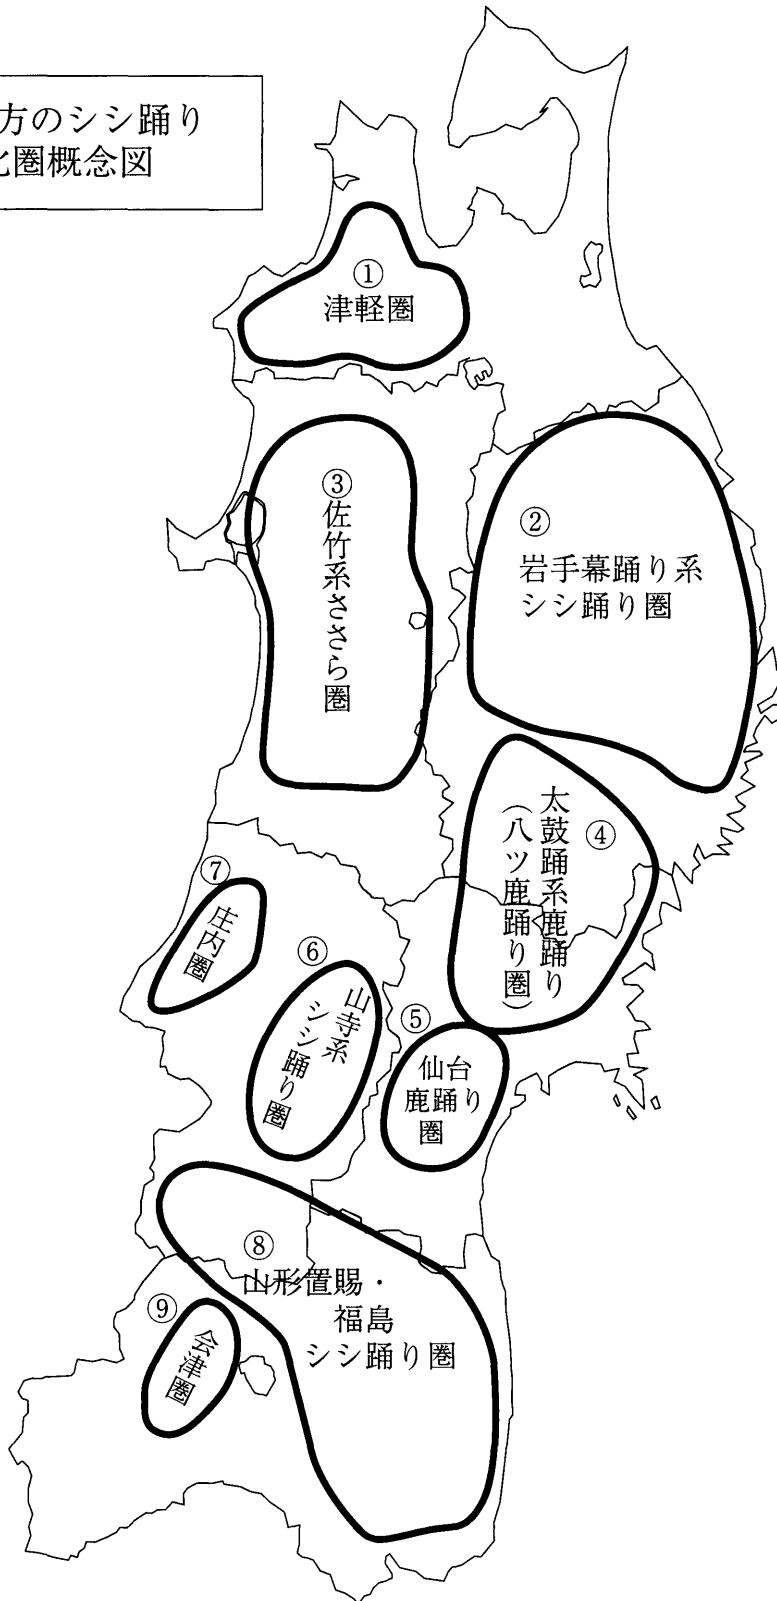 方のシシ踊り
圏概念図
①
津軽圏
②
岩手幕踊り系
シシ踊り圏
③
佐竹系ささら圏
④
太鼓踊系鹿踊り
（八ツ鹿踊り圏）
⑤
仙台
鹿踊り
圏
⑥
山寺系
シシ踊り圏
⑦
庄内圏
⑧
山形置賜・
福島
シシ踊り圏
⑨
会津圏